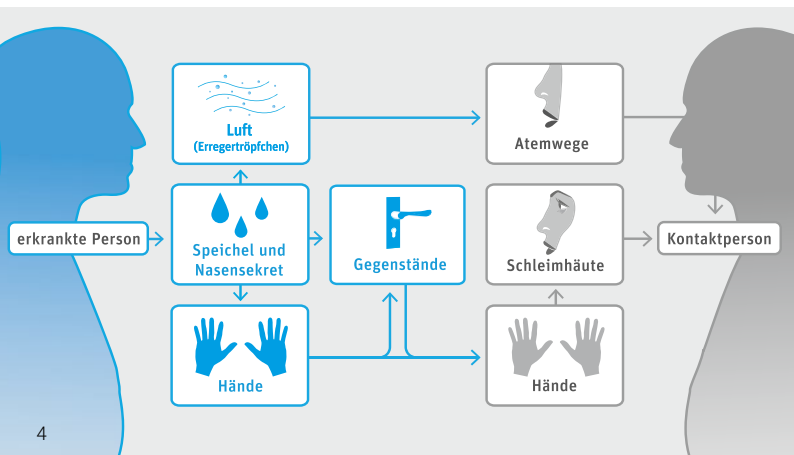 Luft
(Erregertröpfchen)
Atemwege
erkrankte Person
Speichel und
Nasensekret
Gegenstände
Schleimhäute
Kontaktperson
Hände
Hände
4